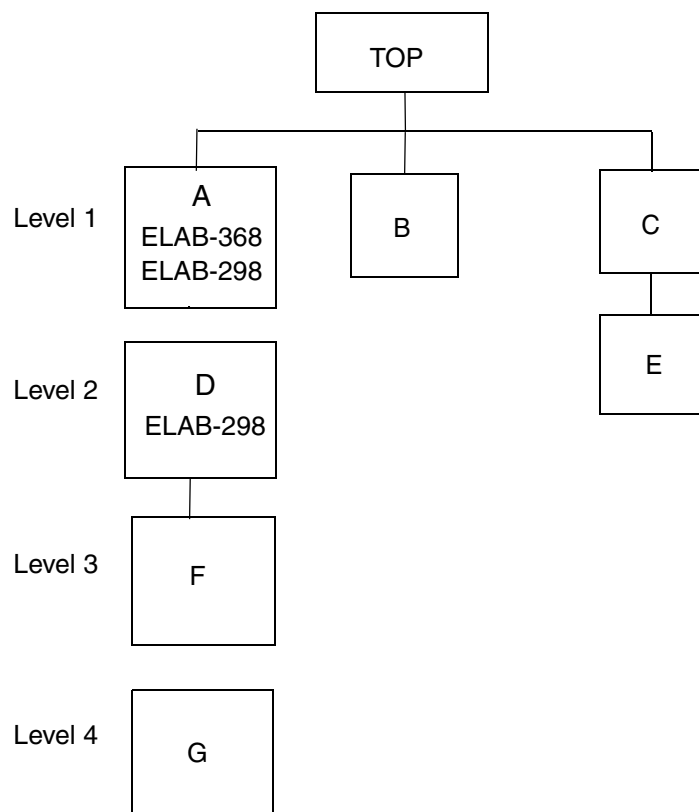 TOP
Level 1
A
ELAB-368
ELAB-298
B
C
Level 2
D
ELAB-298
E
Level 3
F
Level 4
G